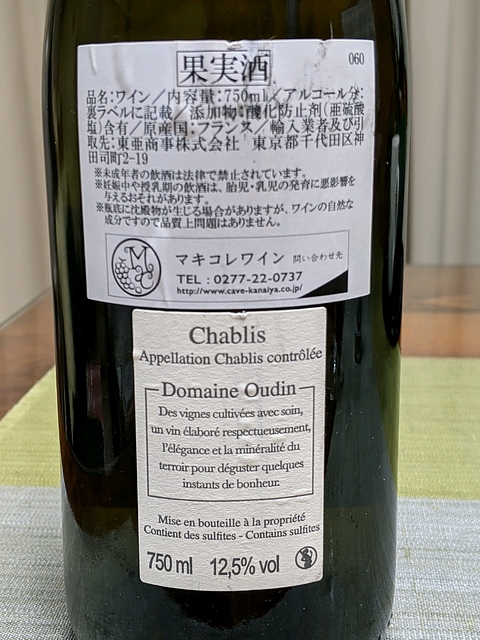 果実酒
060
品名:ワイン/内容量:750ml/アルコール分:
裏ラベルに記載/添加物:酸化防止剤(亜硫酸
塩)含有/原産国:フランス/輸入業者及び引
取先:東亜商事株式会社 東京都千代田区神
田司町2-19
※未成年者の飲酒は法律で禁止されています。
※妊娠中や授乳期の飲酒は、胎児・乳児の発育に悪影響を
与えるおそれがあります。
※瓶底に沈殿物が生じる場合がありますが、ワインの自然な
成分ですので品質上問題はありません。
マキコレワイン 問い合わせ先
TEL:0277-22-0737
http://www.cave-kanaiya.co.jp/
Chablis
Appellation Chablis contrôlée
Domaine Oudin
Des vignes cultivées avec soin,
un vin élaboré respectueusement,
l'élégance et la minéralité du
terroir pour déguster quelques
instants de bonheur.
Mise en bouteille à la propriété
Contient des sulfites - Contains sulfites
750 ml 12,5% vol